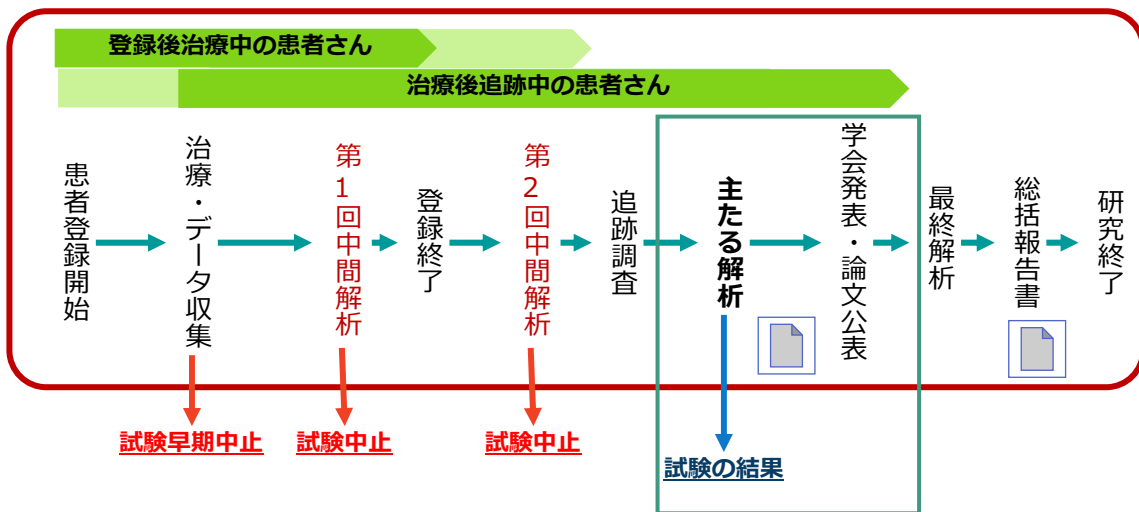 登録後治療中の患者さん
治療後追跡中の患者さん
患者登録開始
治療・データ収集
第1回中間解析
登録終了
第2回中間解析
追跡調査
主たる解析
学会発表・論文公表
最終解析
総括報告書
研究終了
試験早期中止
試験中止
試験中止
試験の結果